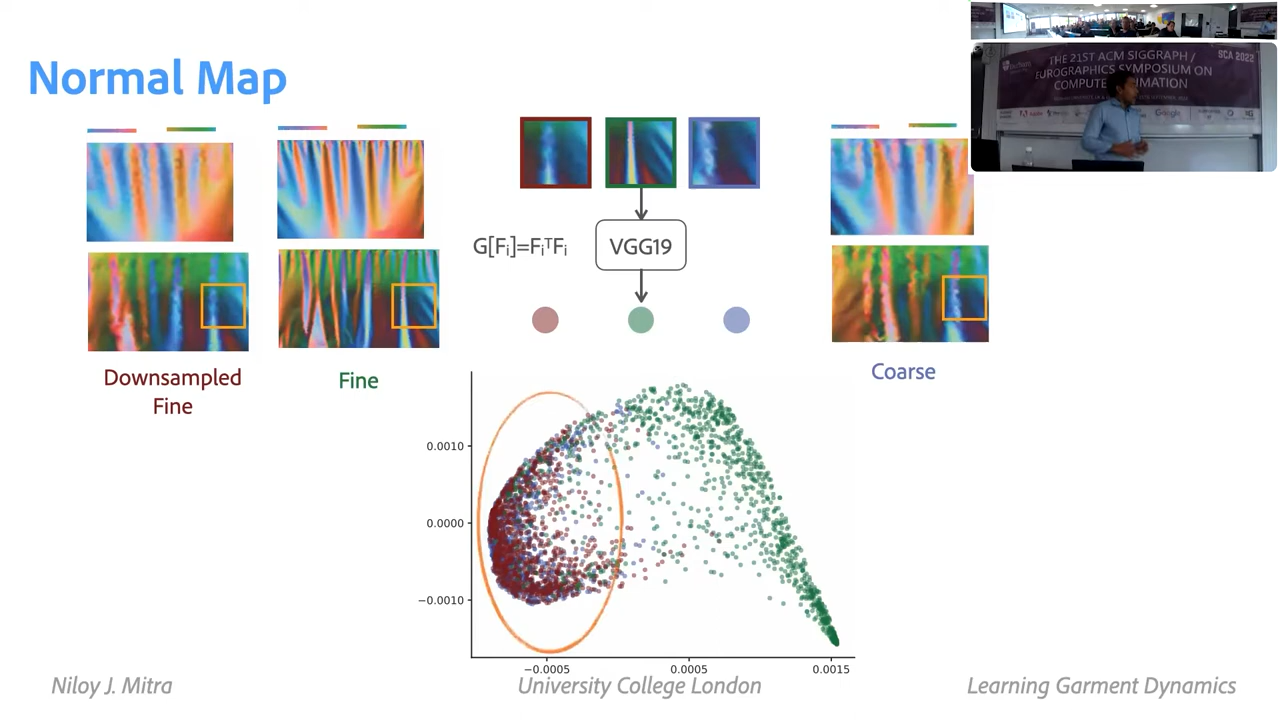 Normal Map
THE 21ST ACM SIGGRAPH /
EUROGRAPHICS SYMPOSIUM ON
COMPUTER ANIMATION
SCA 2022
Durham
Google
G[Fᵢ]=FᵢᵀFᵢ
VGG19
Downsampled
Fine
Fine
Coarse
0.0010
0.0000
−0.0010
−0.0005
0.0005
0.0015
Niloy J. Mitra
University College London
Learning Garment Dynamics